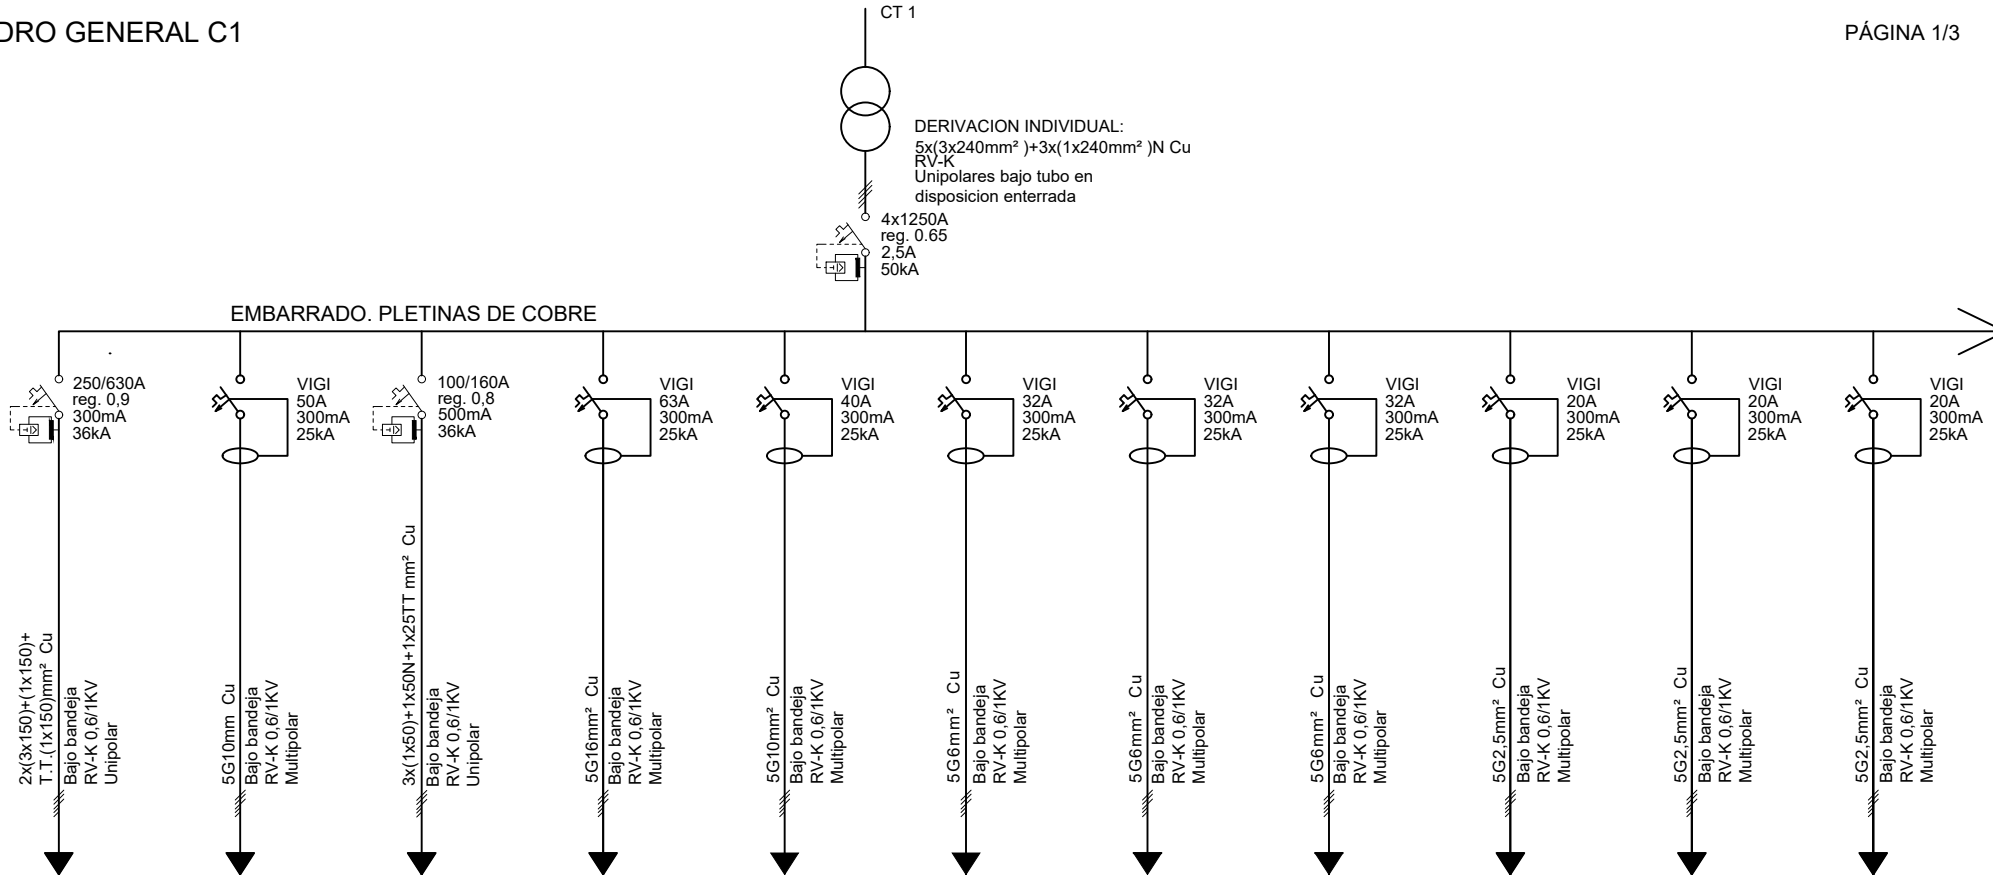 DRO GENERAL C1
CT 1
PÁGINA 1/3
DERIVACION INDIVIDUAL:
5x(3x240mm² )+3x(1x240mm² )N Cu
RV-K
Unipolares bajo tubo en
disposicion enterrada
4x1250A
reg. 0.65
2,5A
50kA
EMBARRADO. PLETINAS DE COBRE
250/630A
reg. 0,9
300mA
36kA
VIGI
50A
300mA
25kA
100/160A
reg. 0,8
500mA
36kA
VIGI
63A
300mA
25kA
VIGI
40A
300mA
25kA
VIGI
32A
300mA
25kA
VIGI
32A
300mA
25kA
VIGI
32A
300mA
25kA
VIGI
20A
300mA
25kA
VIGI
20A
300mA
25kA
VIGI
20A
300mA
25kA
2x(3x150)+(1x150)+
T.T.(1x150)mm² Cu
Bajo bandeja
RV-K 0,6/1KV
Unipolar
5G10mm Cu
Bajo bandeja
RV-K 0,6/1KV
Multipolar
3x(1x50)+1x50N+1x25TT mm² Cu
Bajo bandeja
RV-K 0,6/1KV
Unipolar
5G16mm² Cu
Bajo bandeja
RV-K 0,6/1KV
Multipolar
5G10mm² Cu
Bajo bandeja
RV-K 0,6/1KV
Multipolar
5G6mm² Cu
Bajo bandeja
RV-K 0,6/1KV
Multipolar
5G6mm² Cu
Bajo bandeja
RV-K 0,6/1KV
Multipolar
5G6mm² Cu
Bajo bandeja
RV-K 0,6/1KV
Multipolar
5G2,5mm² Cu
Bajo bandeja
RV-K 0,6/1KV
Multipolar
5G2,5mm² Cu
Bajo bandeja
RV-K 0,6/1KV
Multipolar
5G2,5mm² Cu
Bajo bandeja
RV-K 0,6/1KV
Multipolar